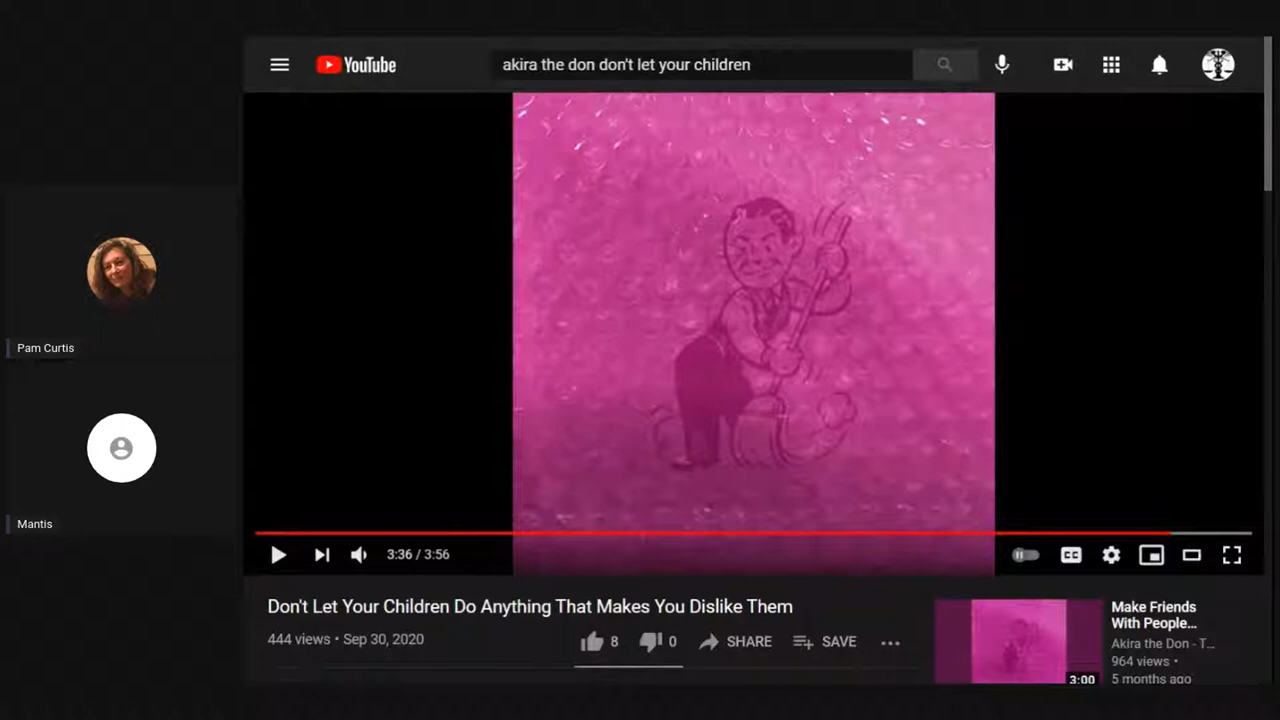 YouTube
akira the don don't let your children
Pam Curtis
Mantis
3:36 / 3:56
CC
Don't Let Your Children Do Anything That Makes You Dislike Them
444 views • Sep 30, 2020
8
0
SHARE
SAVE
Make Friends
With People...
Akira the Don - T...
964 views •
5 months ago
3:00